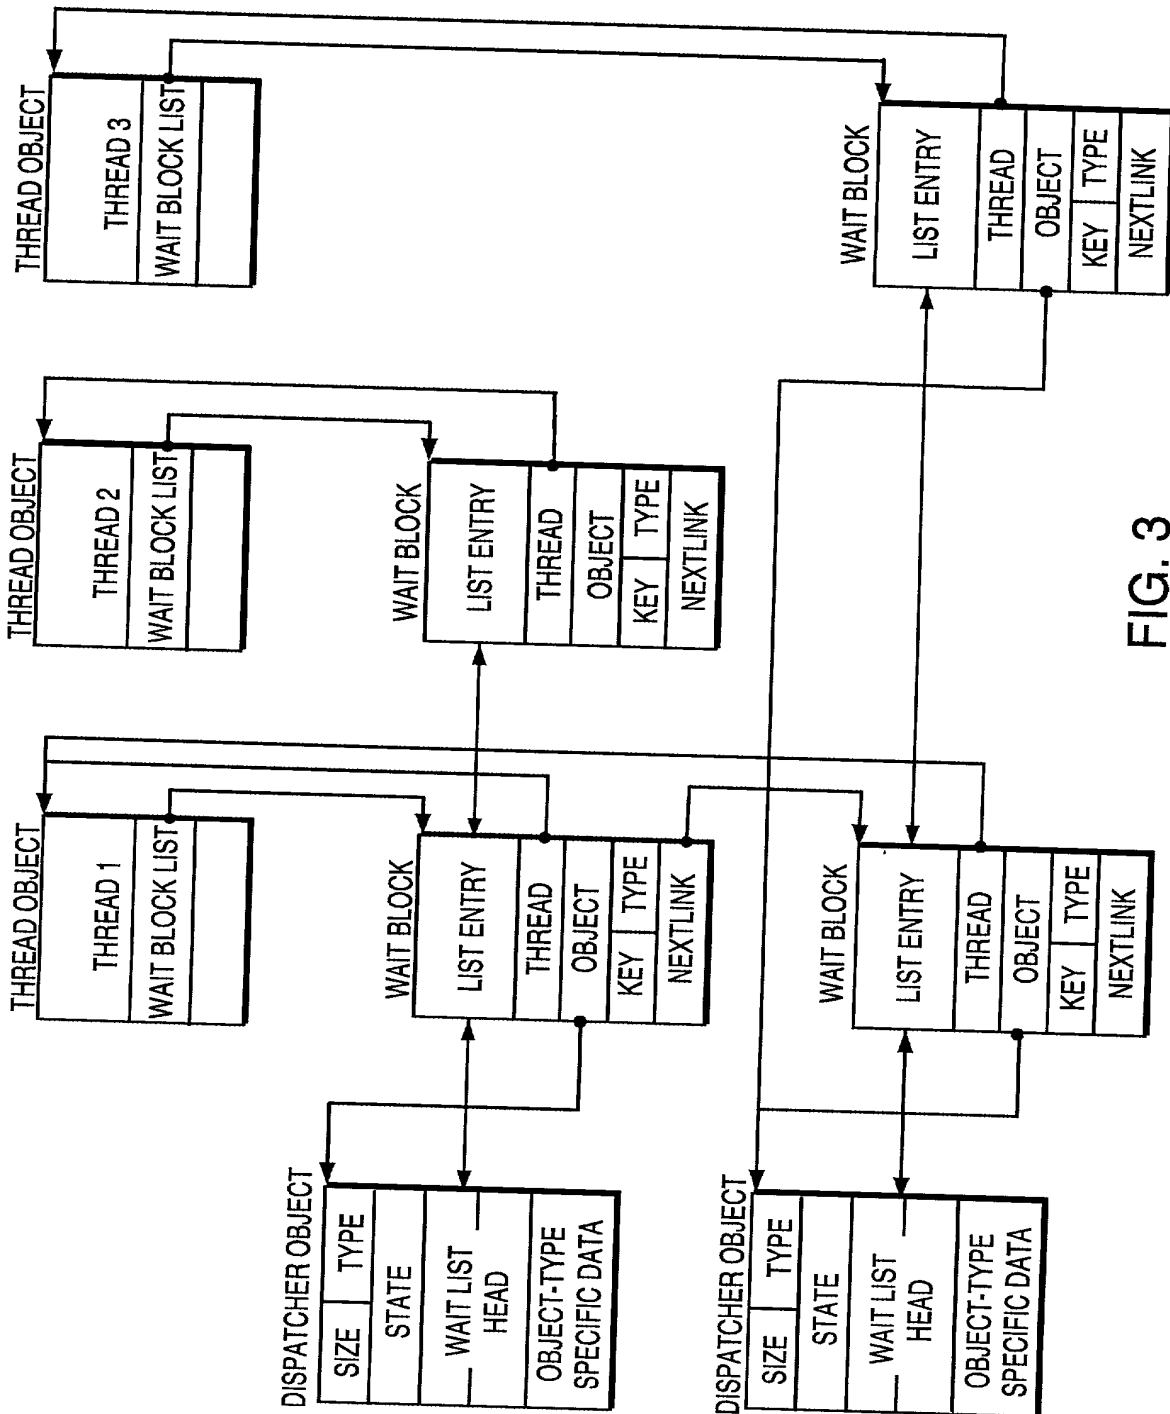 THREAD OBJECT
THREAD 1
WAIT BLOCK LIST
THREAD OBJECT
THREAD 2
WAIT BLOCK LIST
THREAD OBJECT
THREAD 3
WAIT BLOCK LIST
DISPATCHER OBJECT
SIZE TYPE
STATE
WAIT LIST
HEAD
OBJECT-TYPE
SPECIFIC DATA
WAIT BLOCK
LIST ENTRY
THREAD
OBJECT
KEY TYPE
NEXTLINK
WAIT BLOCK
LIST ENTRY
THREAD
OBJECT
KEY TYPE
NEXTLINK
DISPATCHER OBJECT
SIZE TYPE
STATE
WAIT LIST
HEAD
OBJECT-TYPE
SPECIFIC DATA
WAIT BLOCK
LIST ENTRY
THREAD
OBJECT
KEY TYPE
NEXTLINK
WAIT BLOCK
LIST ENTRY
THREAD
OBJECT
KEY TYPE
NEXTLINK
FIG. 3